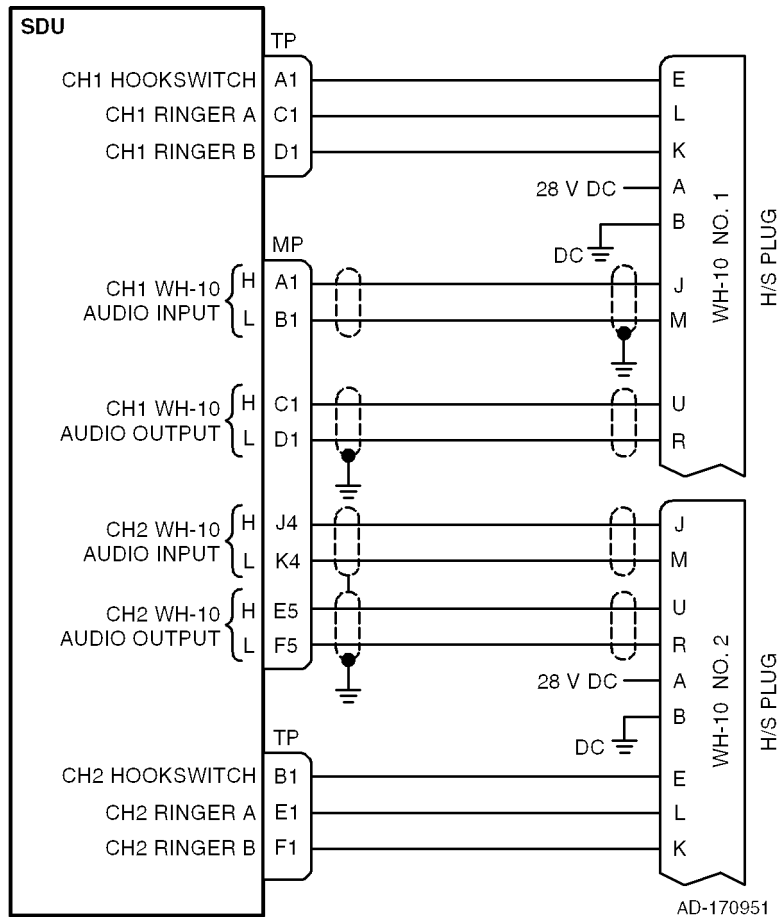 SDU
TP
CH1 HOOKSWITCH A1 E
CH1 RINGER A C1 L
CH1 RINGER B D1 K
28 V DC A
B
DC
MP
CH1 WH-10 AUDIO INPUT
H A1 J
L B1 M
CH1 WH-10 AUDIO OUTPUT
H C1 U
L D1 R
WH-10 NO. 1
H/S PLUG
CH2 WH-10 AUDIO INPUT
H J4 J
L K4 M
CH2 WH-10 AUDIO OUTPUT
H E5 U
L F5 R
28 V DC A
B
DC
WH-10 NO. 2
H/S PLUG
TP
CH2 HOOKSWITCH B1 E
CH2 RINGER A E1 L
CH2 RINGER B F1 K
AD-170951